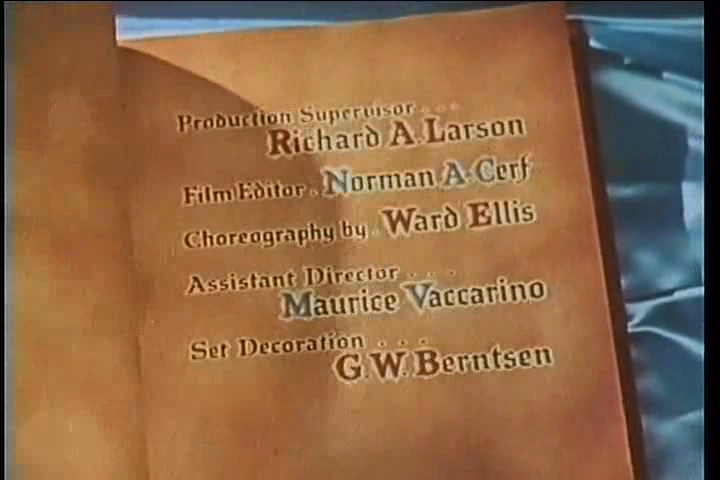 Production Supervisor . . .
Richard A. Larson
Film Editor . Norman A. Cerf
Choreography by . Ward Ellis
Assistant Director . . .
Maurice Vaccarino
Set Decoration . . .
G.W. Berntsen